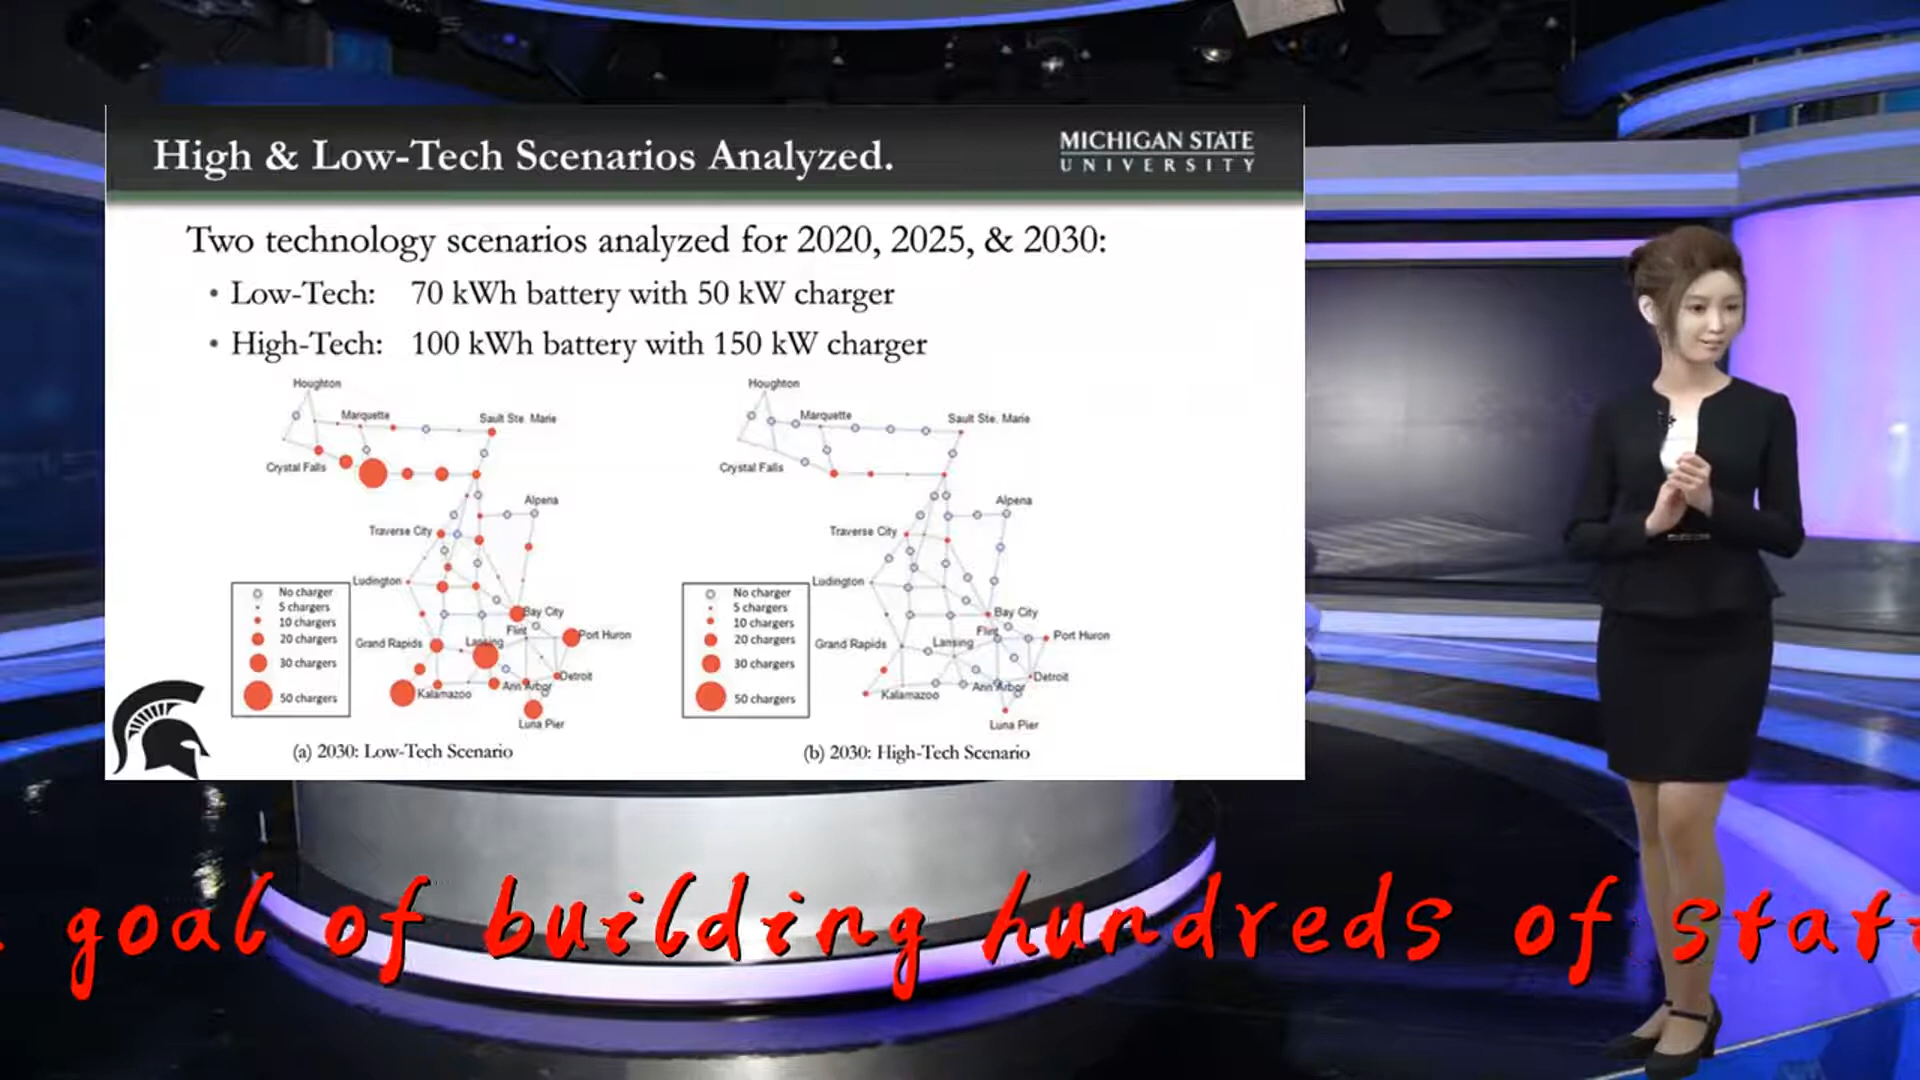 High & Low-Tech Scenarios Analyzed.
MICHIGAN STATE
UNIVERSITY
Two technology scenarios analyzed for 2020, 2025, & 2030:
• Low-Tech: 70 kWh battery with 50 kW charger
• High-Tech: 100 kWh battery with 150 kW charger
Houghton
Marquette
Sault Ste. Marie
Crystal Falls
Alpena
Traverse City
Ludington
Bay City
Flint
Port Huron
Grand Rapids
Lansing
Detroit
Ann Arbor
Kalamazoo
Luna Pier
No charger
5 chargers
10 chargers
20 chargers
30 chargers
50 chargers
(a) 2030: Low-Tech Scenario
Houghton
Marquette
Sault Ste. Marie
Crystal Falls
Alpena
Traverse City
Ludington
Bay City
Flint
Port Huron
Grand Rapids
Lansing
Detroit
Ann Arbor
Kalamazoo
Luna Pier
No charger
5 chargers
10 chargers
20 chargers
30 chargers
50 chargers
(b) 2030: High-Tech Scenario
goal of building hundreds of